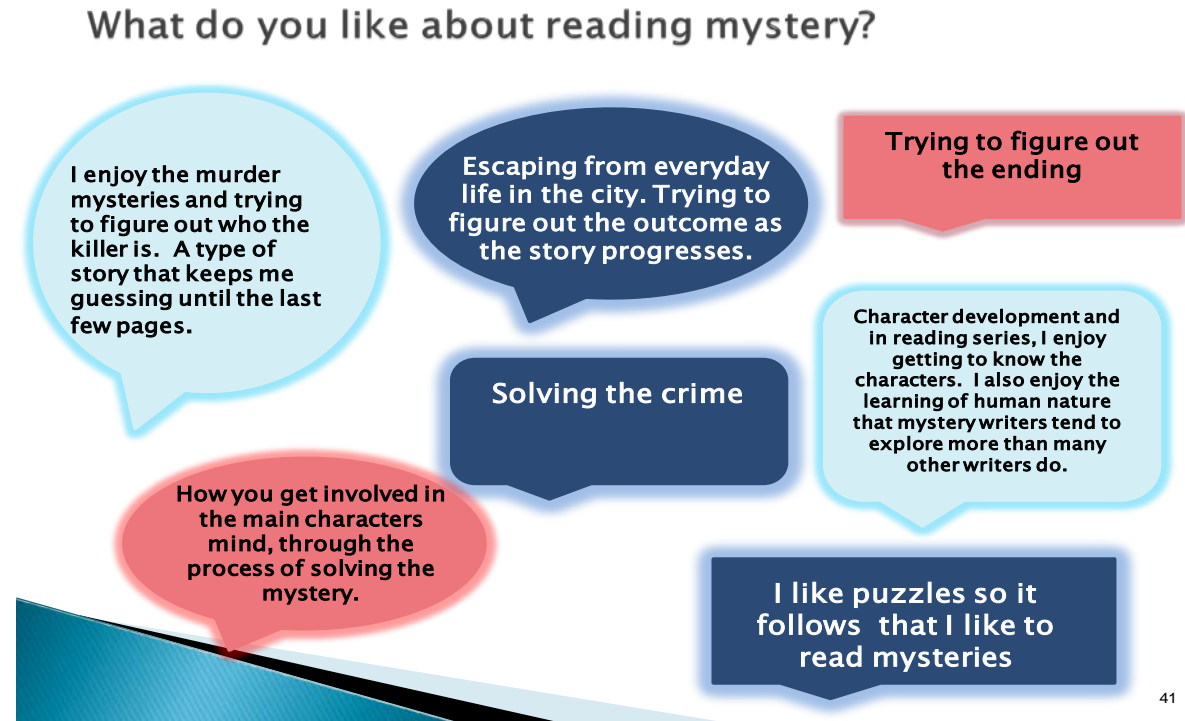 What do you like about reading mystery?
I enjoy the murder
mysteries and trying
to figure out who the
killer is. A type of
story that keeps me
guessing until the last
few pages.
Escaping from everyday
life in the city. Trying to
figure out the outcome as
the story progresses.
Trying to figure out
the ending
Solving the crime
Character development and
in reading series, I enjoy
getting to know the
characters. I also enjoy the
learning of human nature
that mystery writers tend to
explore more than many
other writers do.
How you get involved in
the main characters
mind, through the
process of solving the
mystery.
I like puzzles so it
follows that I like to
read mysteries
41